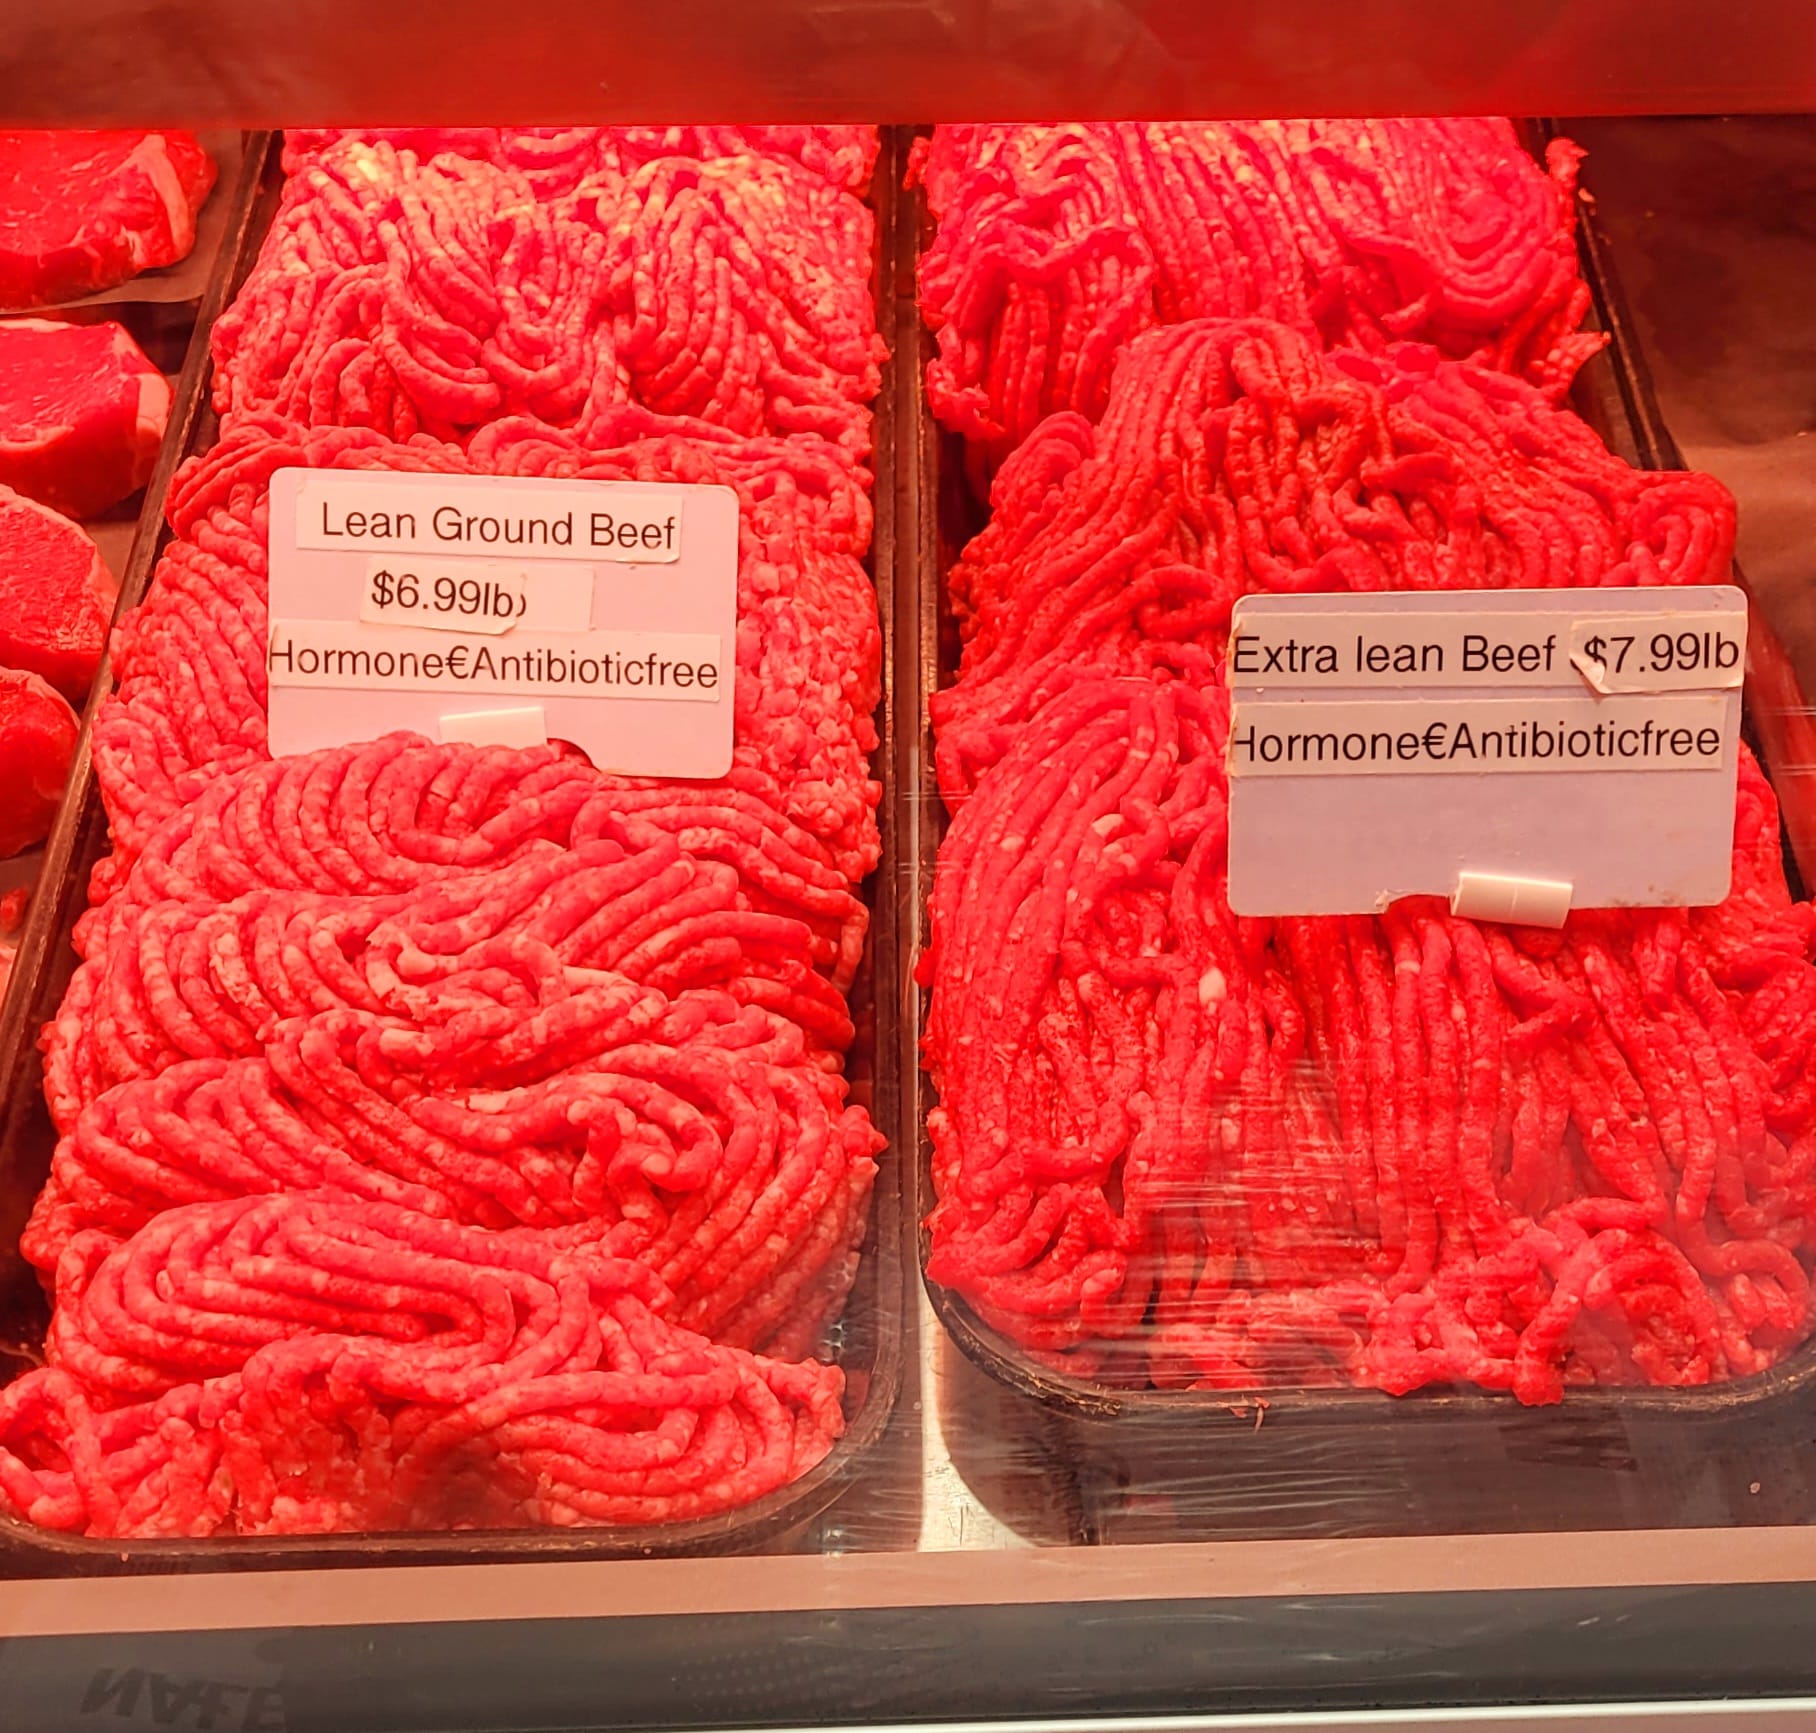 Lean Ground Beef
$6.99lb)
Hormone€Antibioticfree
Extra lean Beef $7.99lb
Hormone€Antibioticfree